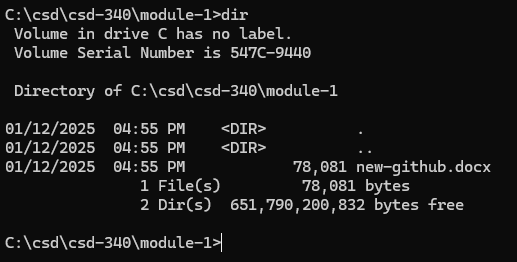 C:\csd\csd-340\module-1>dir
Volume in drive C has no label.
Volume Serial Number is 547C-9440
Directory of C:\csd\csd-340\module-1
01/12/2025  04:55 PM    <DIR>          .
01/12/2025  04:55 PM    <DIR>          ..
01/12/2025  04:55 PM            78,081 new-github.docx
1 File(s)         78,081 bytes
2 Dir(s)  651,790,200,832 bytes free
C:\csd\csd-340\module-1>